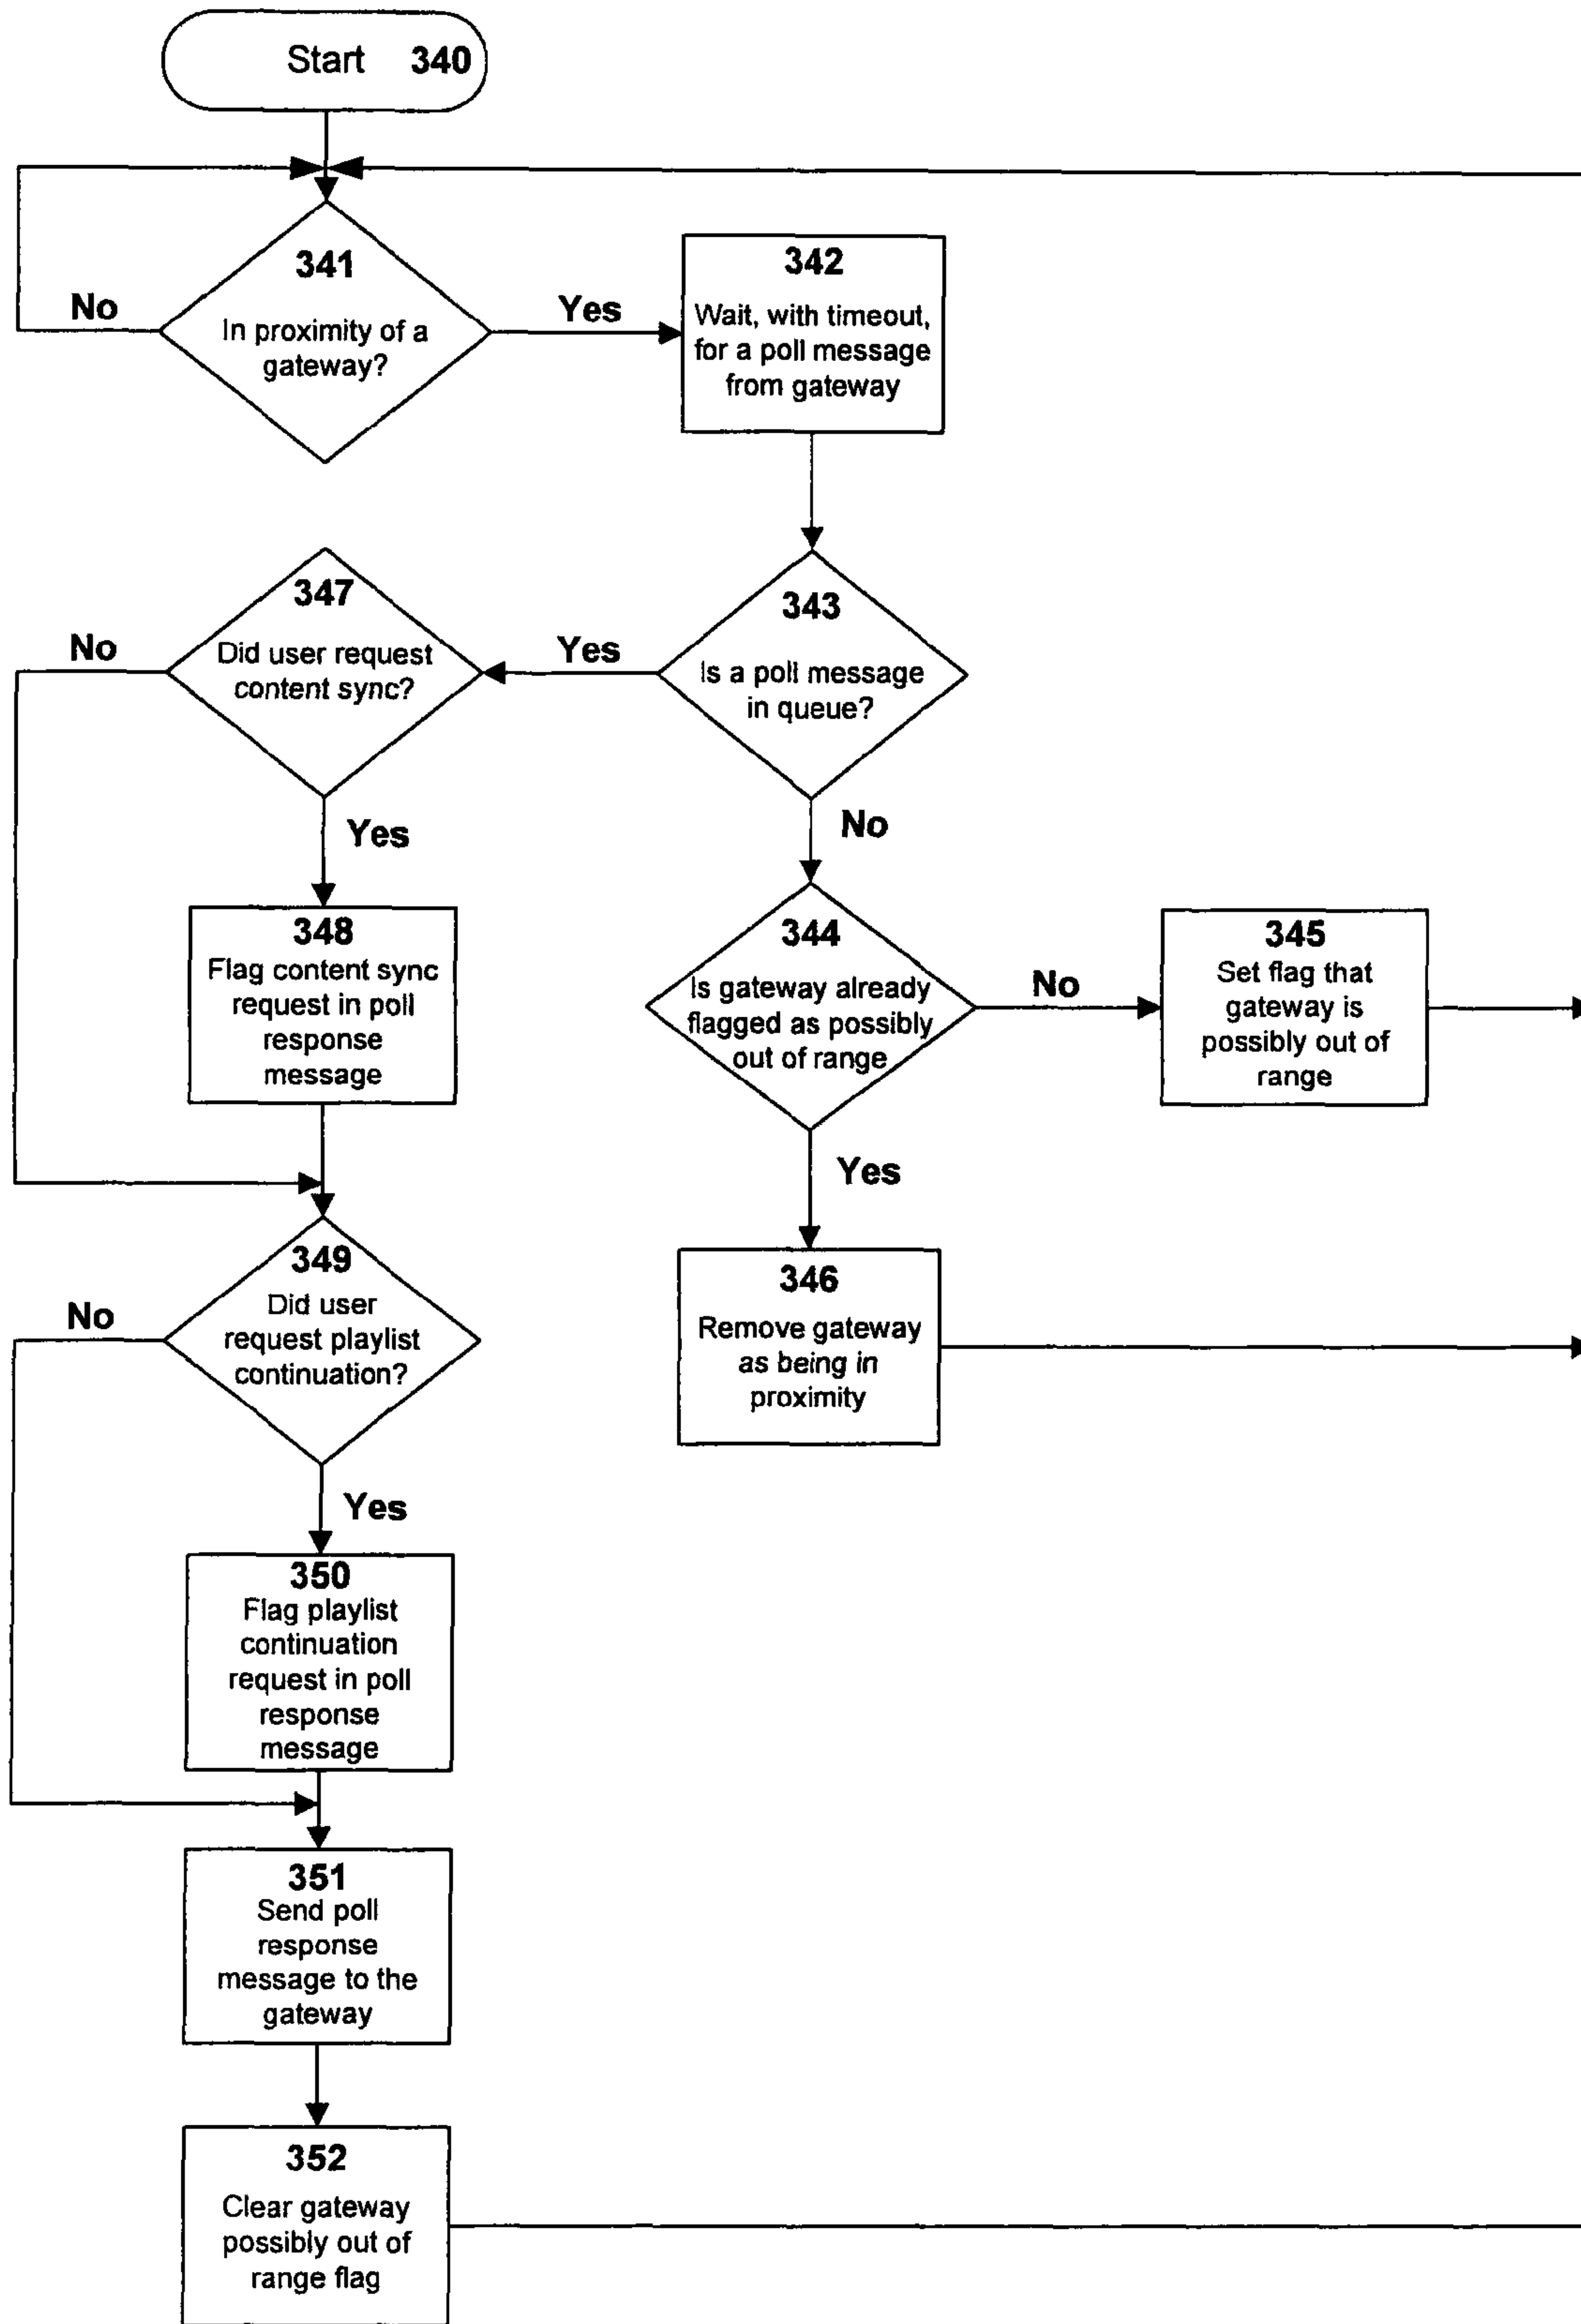 Start 340
341
In proximity of a
gateway?
No
Yes
342
Wait, with timeout,
for a poll message
from gateway
343
Is a poll message
in queue?
Yes
No
347
Did user request
content sync?
No
Yes
348
Flag content sync
request in poll
response
message
344
Is gateway already
flagged as possibly
out of range
No
Yes
345
Set flag that
gateway is
possibly out of
range
346
Remove gateway
as being in
proximity
349
Did user
request playlist
continuation?
No
Yes
350
Flag playlist
continuation
request in poll
response
message
351
Send poll
response
message to the
gateway
352
Clear gateway
possibly out of
range flag